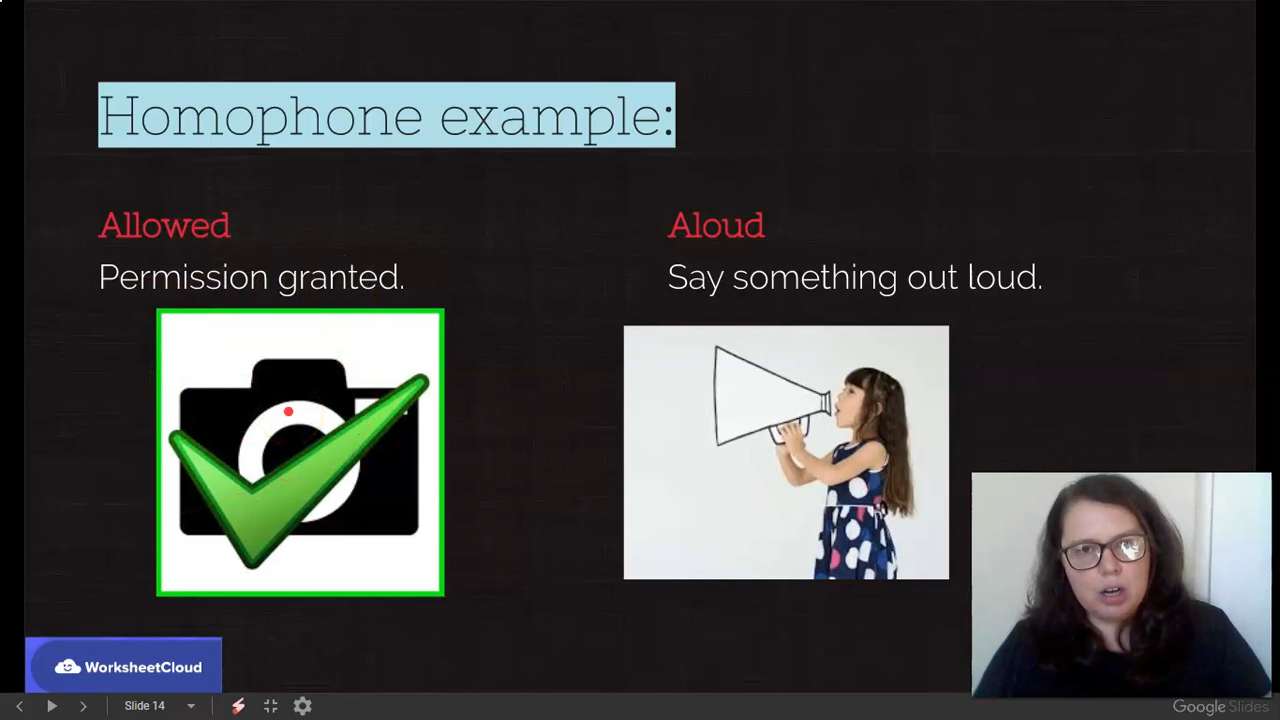 Homophone example:
Allowed
Permission granted.
Aloud
Say something out loud.
WorksheetCloud
Slide 14
Google Slides